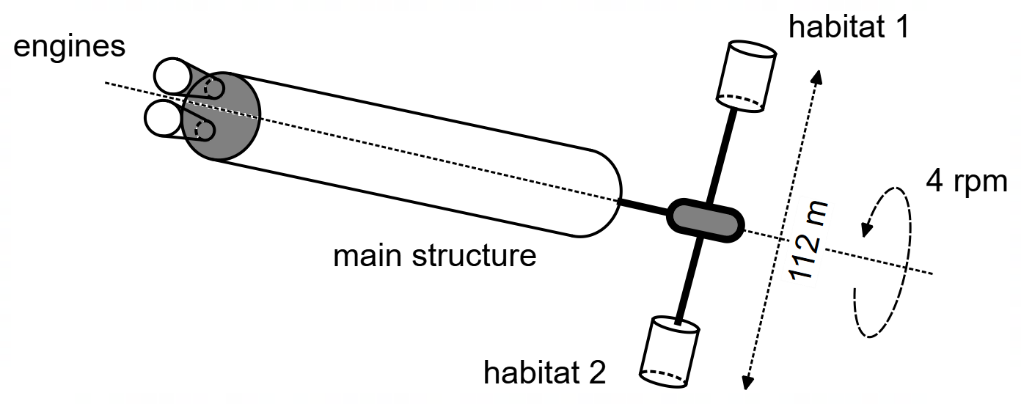 habitat 1
engines
4 rpm
112 m
main structure
habitat 2